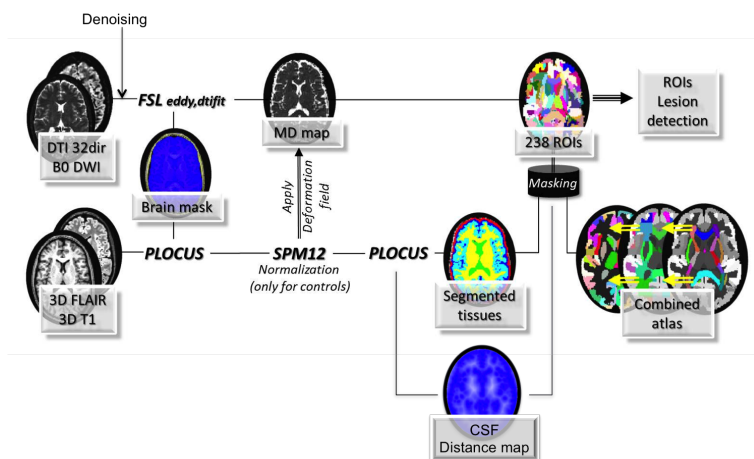 Denoising
FSL eddy,dtifit
DTI 32dir
B0 DWI
MD map
238 ROIs
ROIs
Lesion
detection
Brain mask
Apply
Deformation
field
Masking
PLOCUS
SPM12
PLOCUS
Normalization
(only for controls)
3D FLAIR
3D T1
Segmented
tissues
Combined
atlas
CSF
Distance map